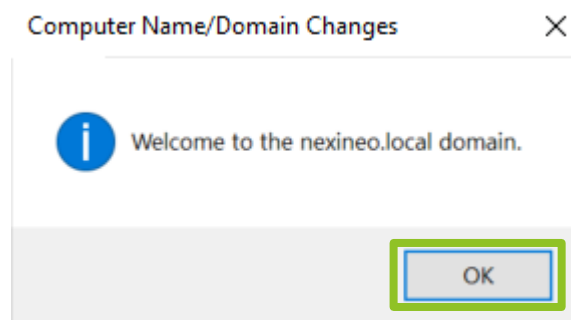 Computer Name/Domain Changes
Welcome to the nexineo.local domain.
OK